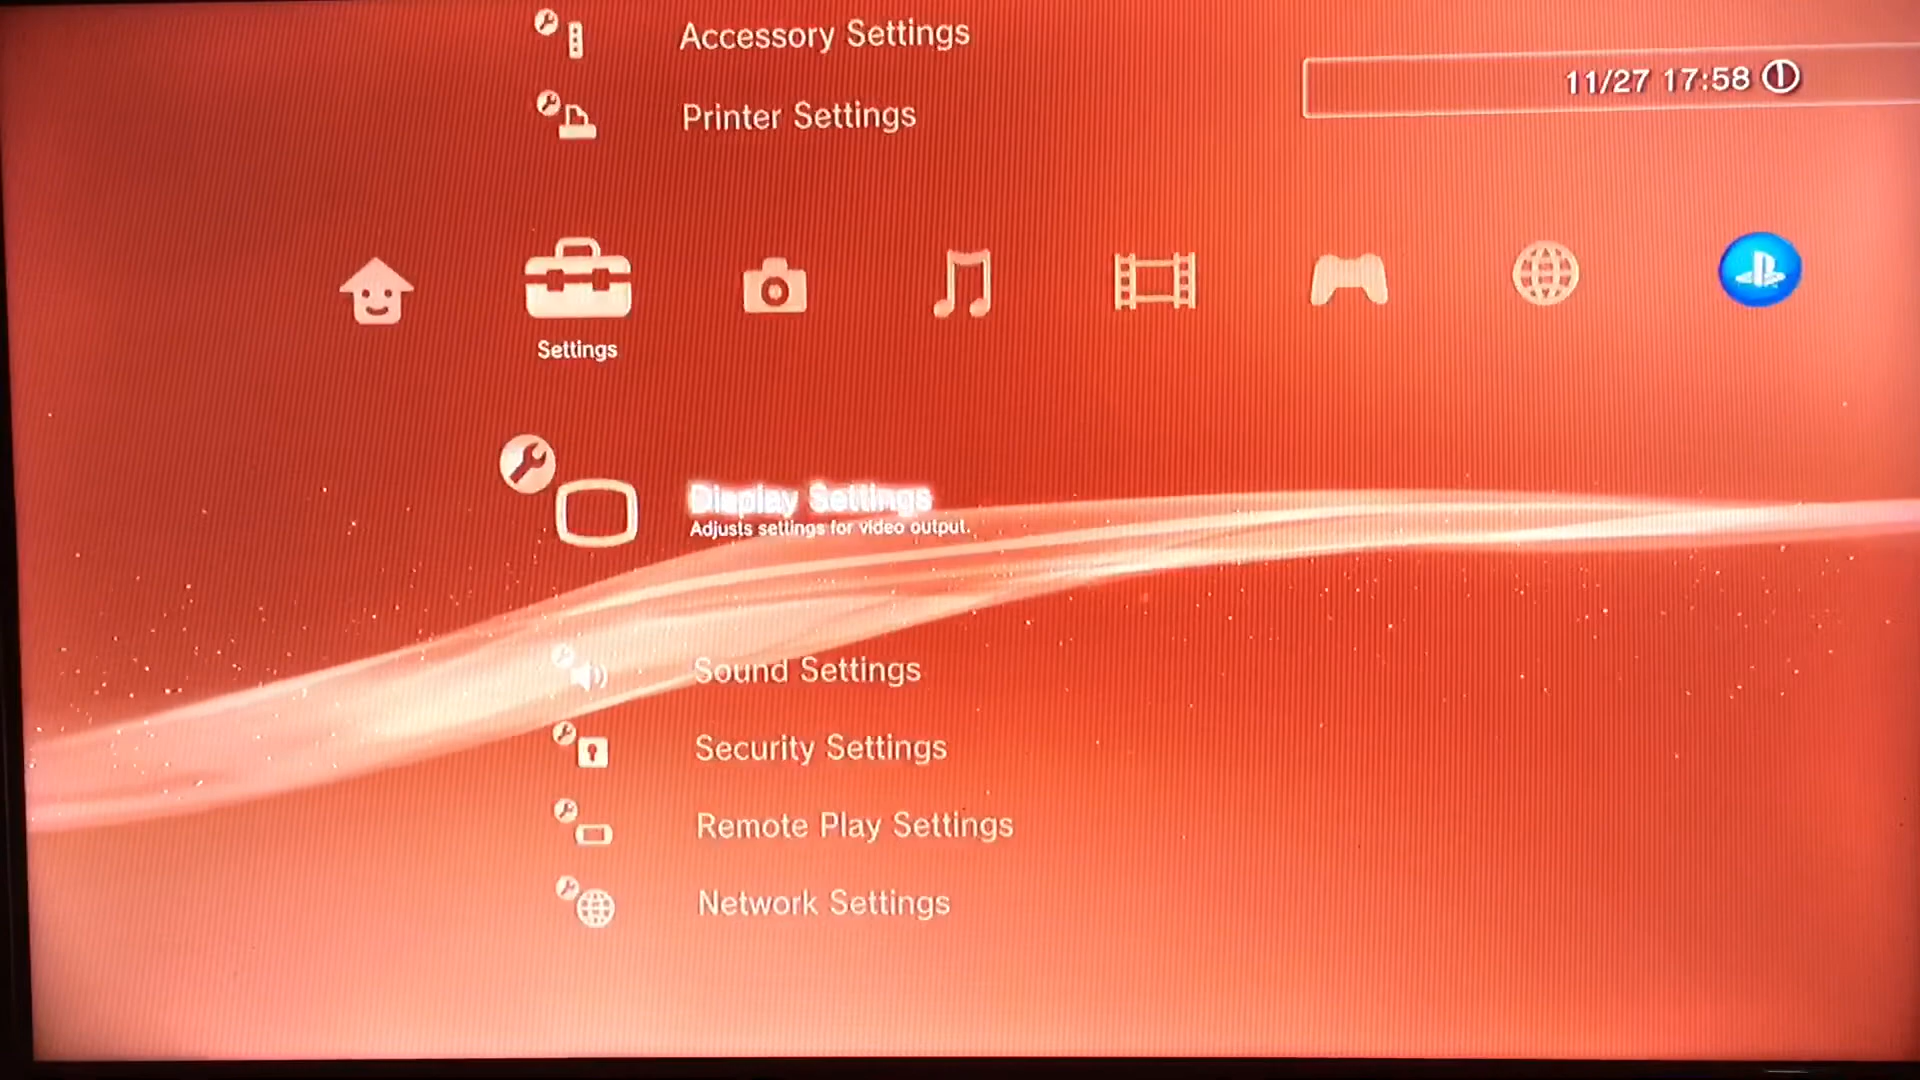 Accessory Settings
11/27 17:58
Printer Settings
Settings
Display Settings
Adjusts settings for video output.
Sound Settings
Security Settings
Remote Play Settings
Network Settings